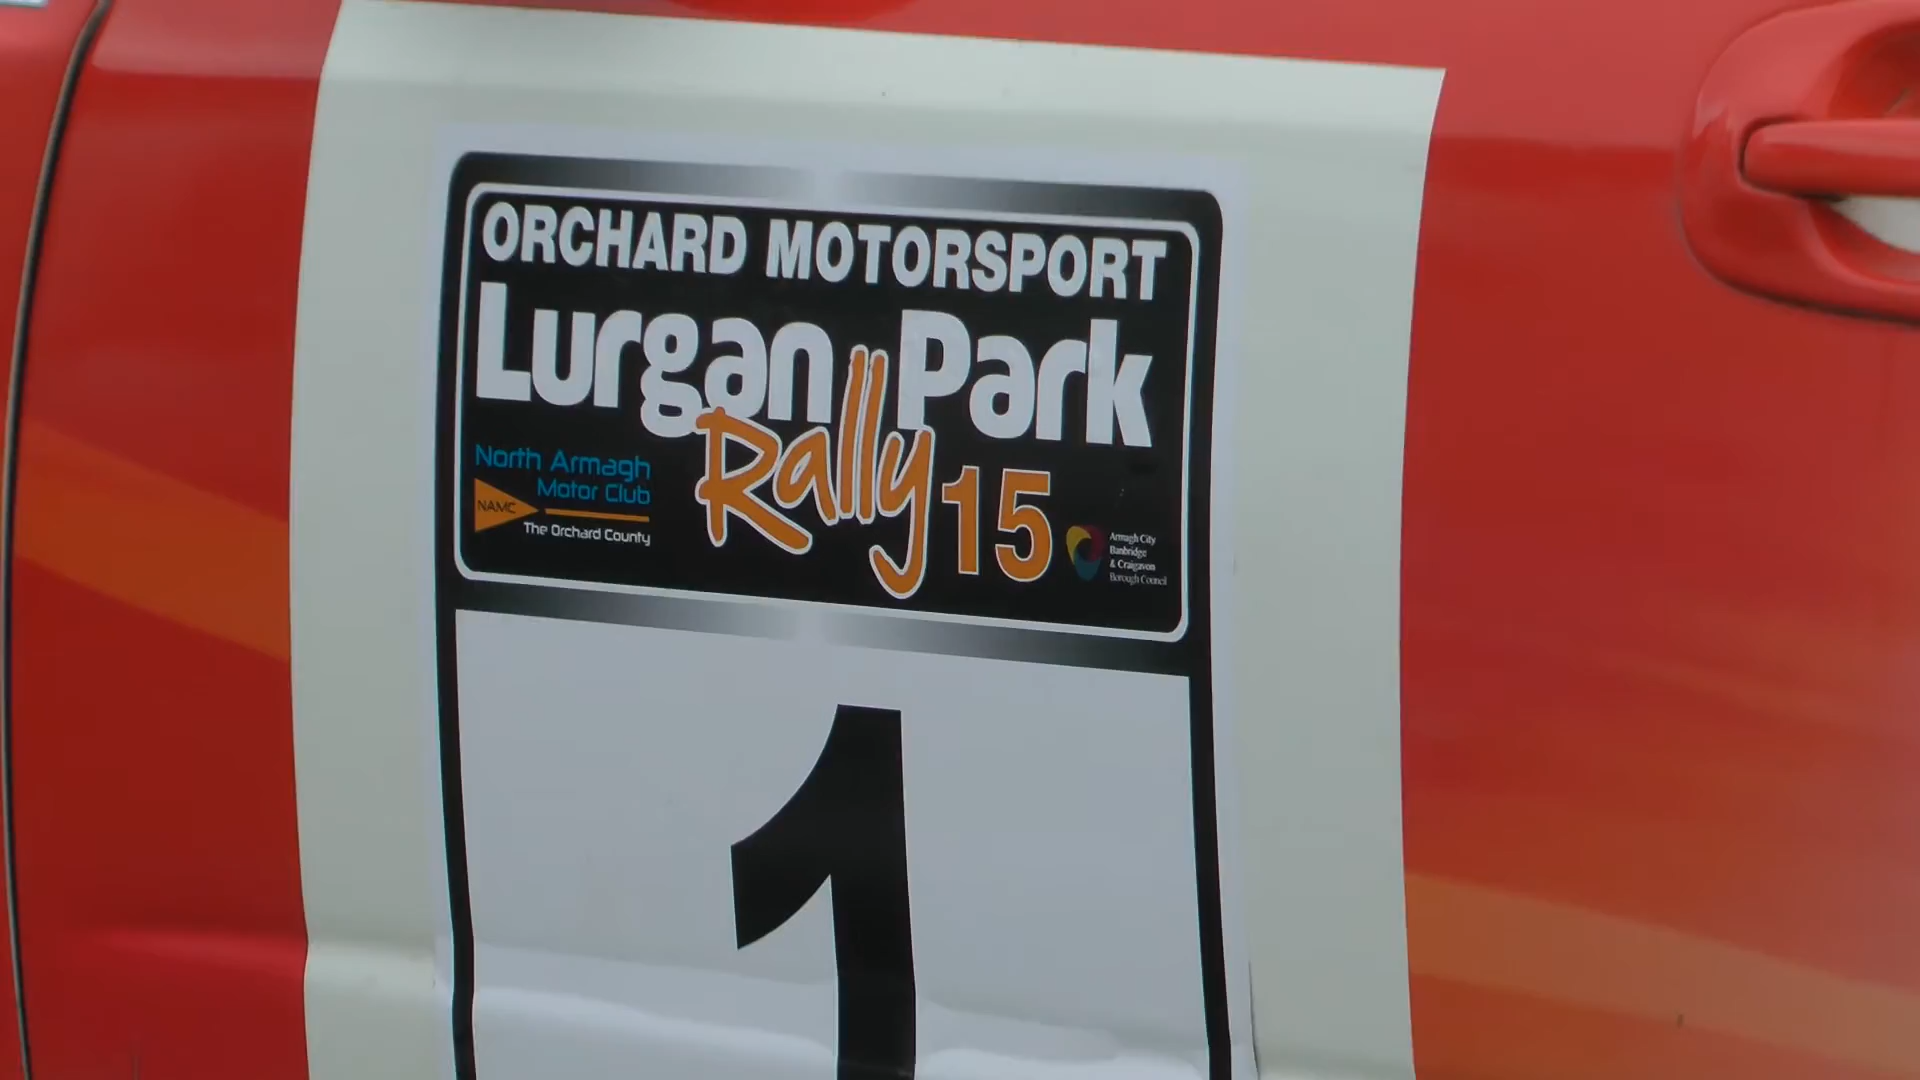 ORCHARD MOTORSPORT
Lurgan Park
Rally 15
North Armagh
Motor Club
NAMC
The Orchard County
Armagh City
Banbridge
& Craigavon
Borough Council
1